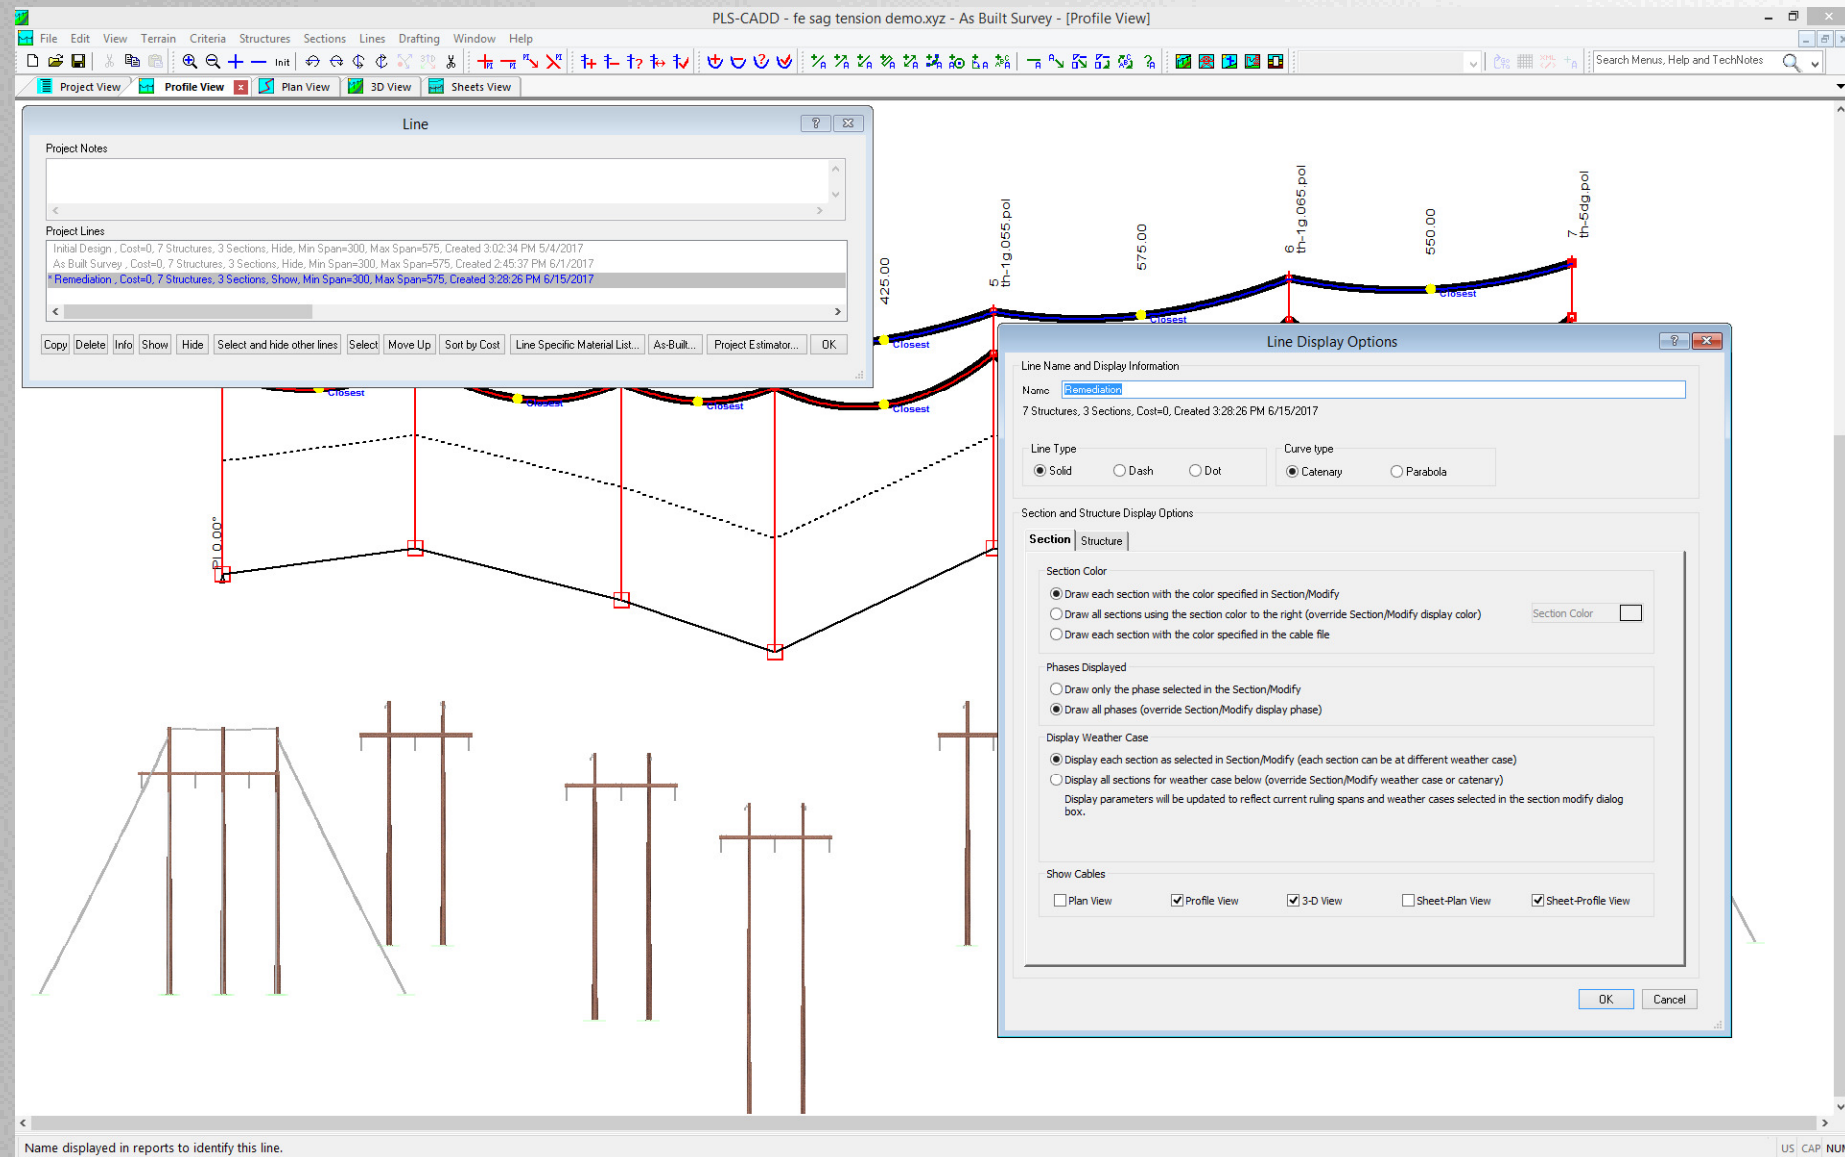 PLS-CADD - fe sag tension demo.xyz - As Built Survey - [Profile View]
File Edit View Terrain Criteria Structures Sections Lines Drafting Window Help
Init
Search Menus, Help and TechNotes
Project View Profile View Plan View 3D View Sheets View
Line
Project Notes
Project Lines
Initial Design , Cost=0, 7 Structures, 3 Sections, Hide, Min Span=300, Max Span=575, Created 3:02:34 PM 5/4/2017
As Built Survey , Cost=0, 7 Structures, 3 Sections, Hide, Min Span=300, Max Span=575, Created 2:45:37 PM 6/1/2017
* Remediation , Cost=0, 7 Structures, 3 Sections, Show, Min Span=300, Max Span=575, Created 3:28:26 PM 6/15/2017
Copy Delete Info Show Hide Select and hide other lines Select Move Up Sort by Cost Line Specific Material List... As-Built... Project Estimator... OK
425.00
5
th-1g.055.pol
575.00
6
th-1g.065.pol
550.00
7
th-5dg.pol
Closest
Closest
Closest
Closest
Closest
Closest
Closest
PI 0.00°
Line Display Options
Line Name and Display Information
Name Remediation
7 Structures, 3 Sections, Cost=0, Created 3:28:26 PM 6/15/2017
Line Type
Solid Dash Dot
Curve type
Catenary Parabola
Section and Structure Display Options
Section Structure
Section Color
Draw each section with the color specified in Section/Modify
Draw all sections using the section color to the right (override Section/Modify display color) Section Color
Draw each section with the color specified in the cable file
Phases Displayed
Draw only the phase selected in the Section/Modify
Draw all phases (override Section/Modify display phase)
Display Weather Case
Display each section as selected in Section/Modify (each section can be at different weather case)
Display all sections for weather case below (override Section/Modify weather case or catenary)
Display parameters will be updated to reflect current ruling spans and weather cases selected in the section modify dialog
box.
Show Cables
Plan View Profile View 3-D View Sheet-Plan View Sheet-Profile View
OK Cancel
Name displayed in reports to identify this line.
US CAP NUM